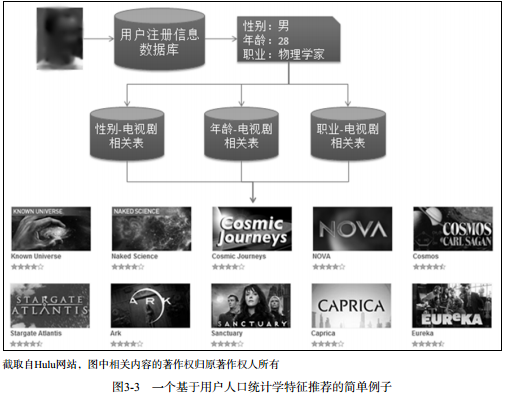 用户注册信息
数据库
性别：男
年龄：28
职业：物理学家
性别-电视剧
相关表
年龄-电视剧
相关表
职业-电视剧
相关表
KNOWN UNIVERSE
NAKED SCIENCE
Cosmic
Journeys
NOVA
COSMOS
CARL SAGAN
Known Universe
Naked Science
Cosmic Journeys
NOVA
Cosmos
STARGATE
ATLANTIS
ARK
SANCTUARY
CAPRICA
EUREKA
Stargate Atlantis
Ark
Sanctuary
Caprica
Eureka
截取自Hulu网站，图中相关内容的著作权归原著作权人所有
图3-3 一个基于用户人口统计学特征推荐的简单例子